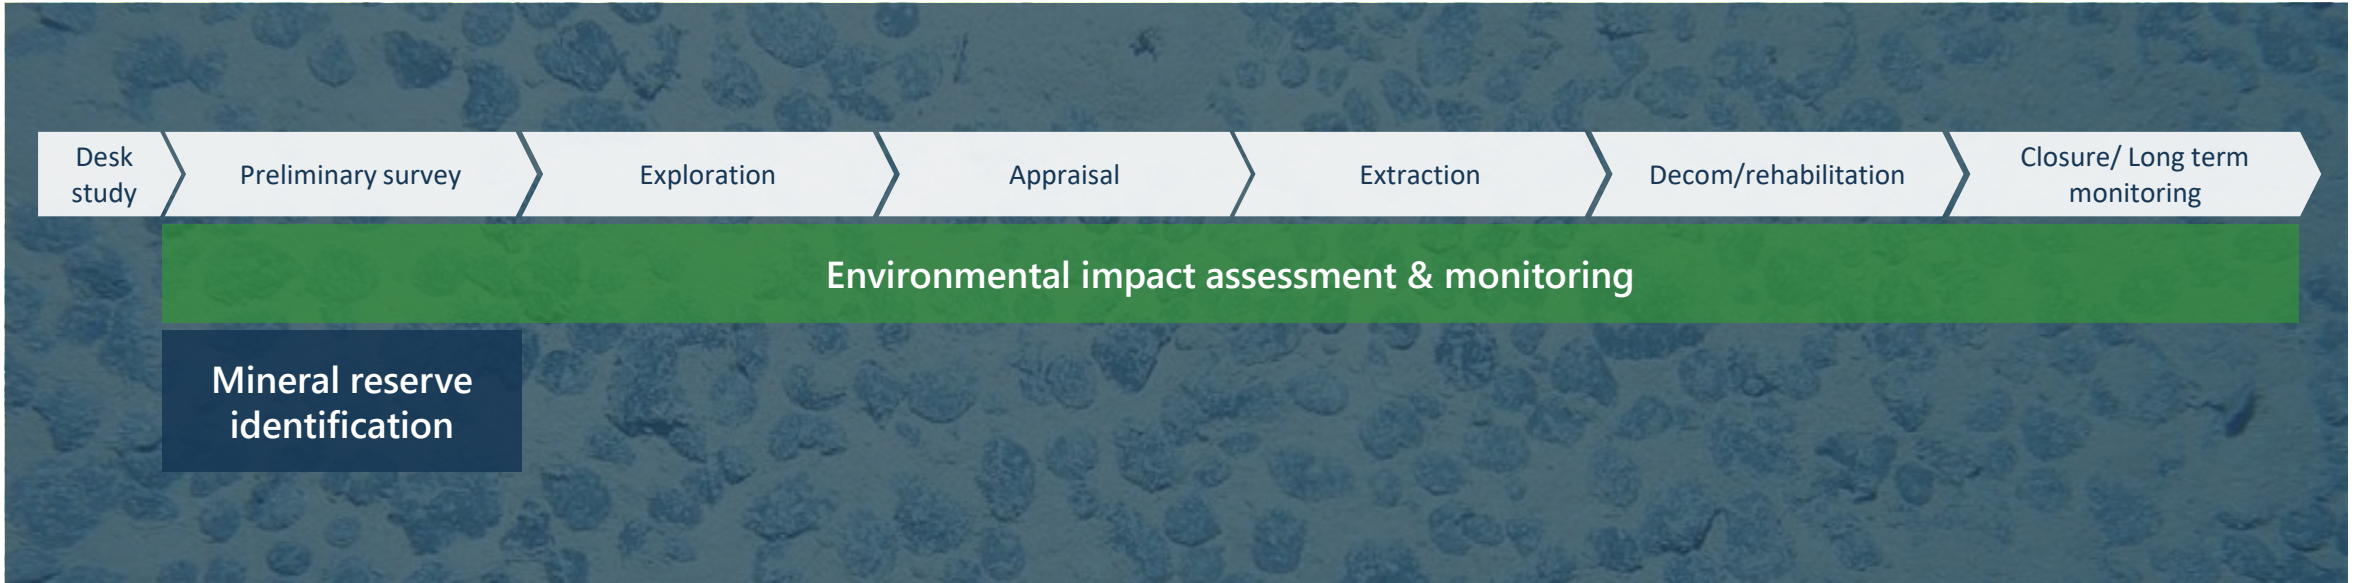 Desk
study
Preliminary survey
Exploration
Appraisal
Extraction
Decom/rehabilitation
Closure/ Long term
monitoring
Environmental impact assessment & monitoring
Mineral reserve
identification